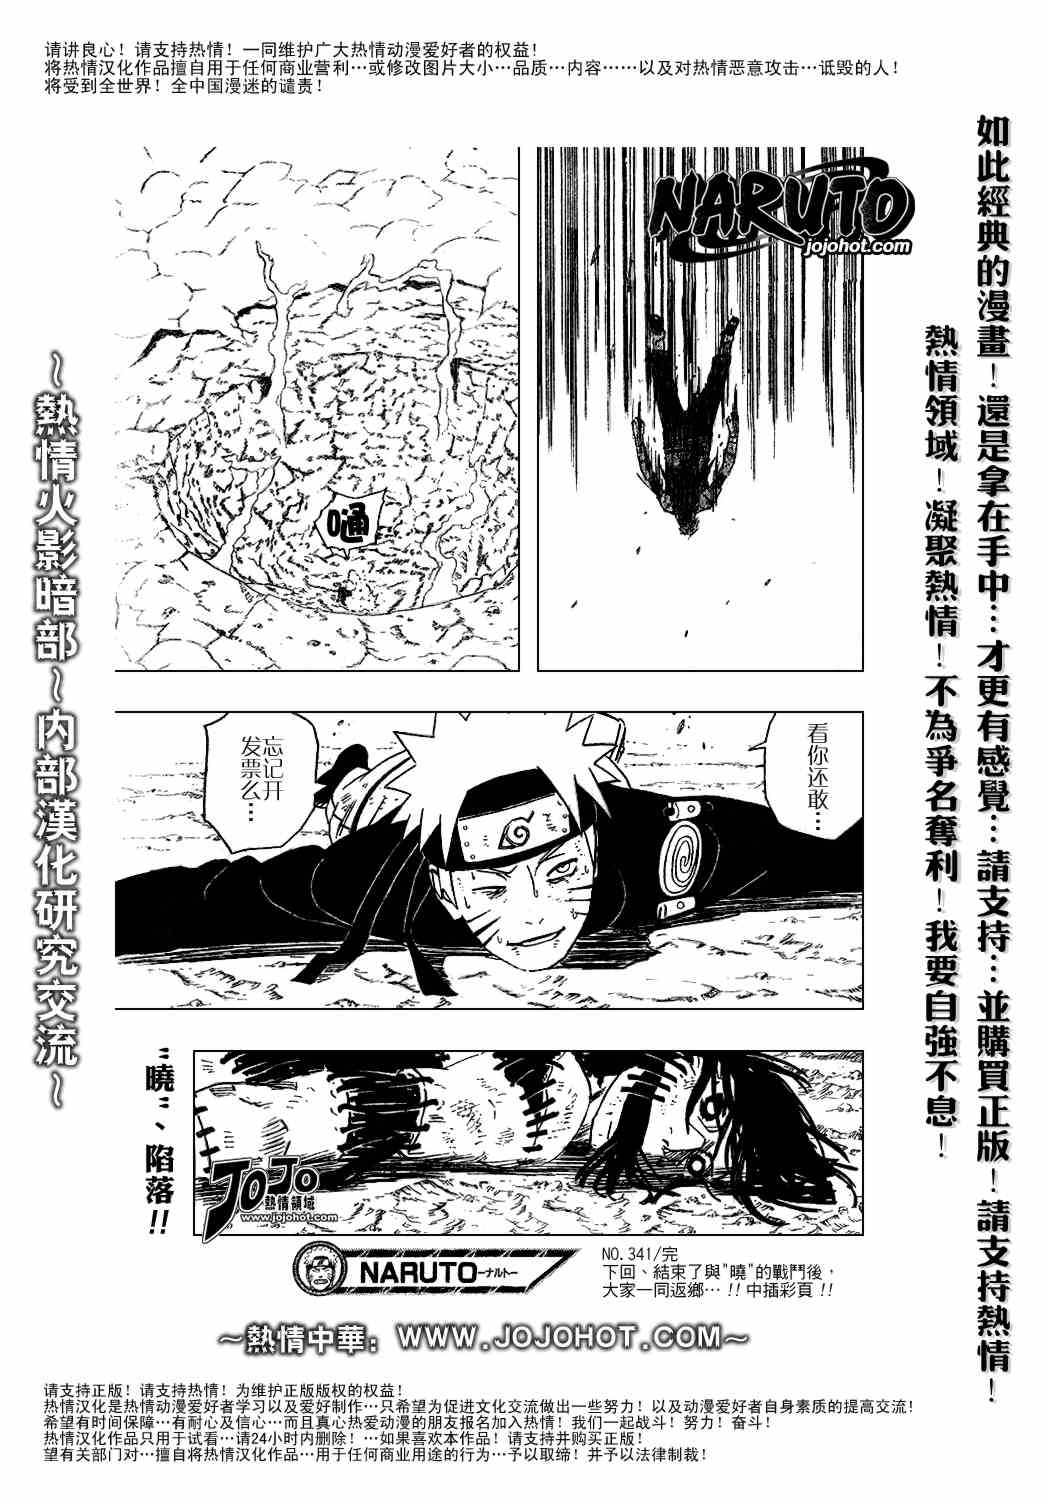 请讲良心！请支持热情！一同维护广大热情动漫爱好者的权益！
将热情汉化作品擅自用于任何商业营利…或修改图片大小…品质…内容……以及对热情恶意攻击…诋毁的人！
将受到全世界！全中国漫迷的谴责！
如此經典的漫畫！還是拿在手中…才更有感覺…請支持…並購買正版！請支持熱情！
熱情領域！凝聚熱情！不為爭名奪利！我要自強不息！
～熱情火影暗部～内部漢化研究交流～
NARUTO
jojohot.com
嗵
看你还敢…
忘记开
发票么…
…曉…、陷落!!
JOJO
熱情領域
www.jojohot.com
NARUTO
ーナルトー
NO.341/完
下回、結束了與"曉"的戰鬥後，
大家一同返鄉…!!中插彩頁!!
～熱情中華：WWW.JOJOHOT.COM～
请支持正版！请支持热情！为维护正版版权的权益！
热情汉化是热情动漫爱好者学习以及爱好制作…只希望为促进文化交流做出一些努力！以及动漫爱好者自身素质的提高交流！
希望有时间保障…有耐心及信心…而且真心热爱动漫的朋友报名加入热情！我们一起战斗！努力！奋斗！
热情汉化作品只用于试看…请24小时内删除！…如果喜欢本作品！请支持并购买正版！
望有关部门对…擅自将热情汉化作品…用于任何商业用途的行为…予以取缔！并予以法律制裁！